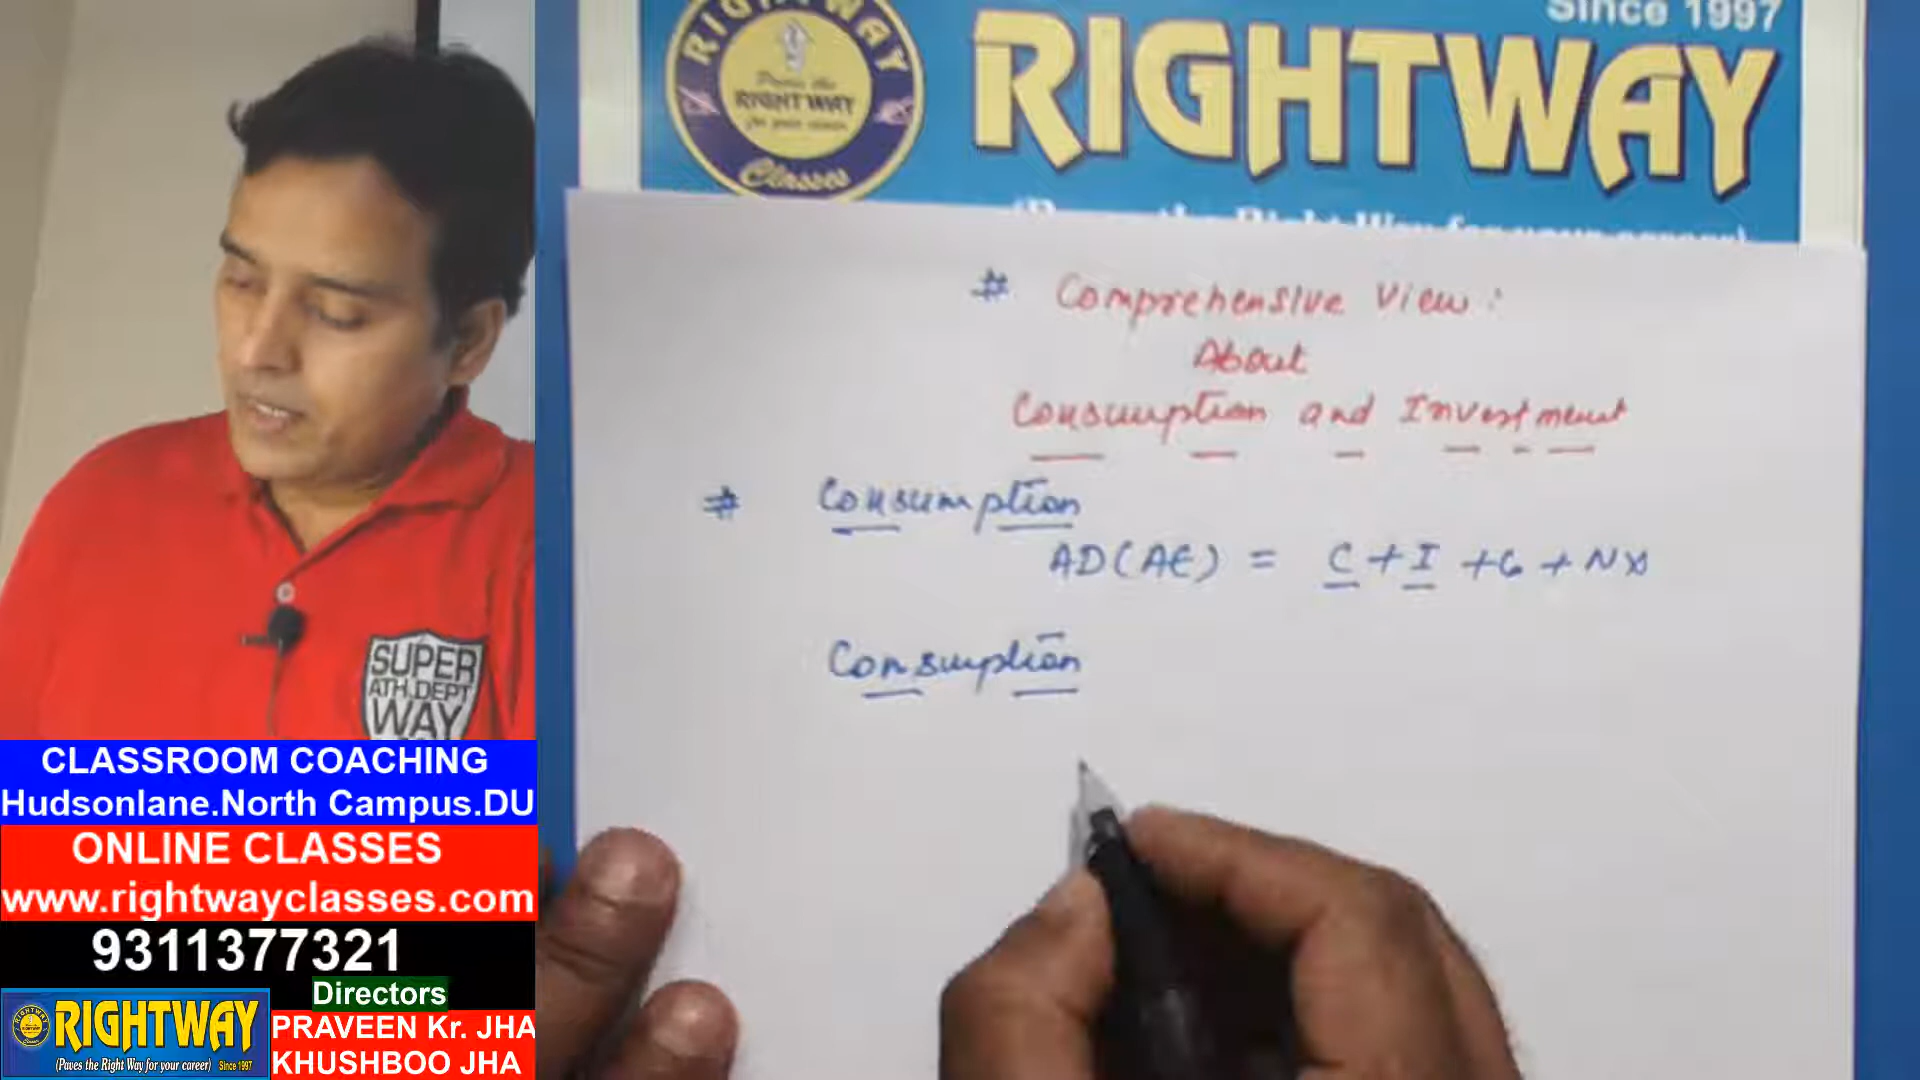 Since 1997
RIGHTWAY
RIGHTWAY
RIGHTWAY
Classes
# Comprehensive View:
About
Consumption and Investment
# Consumption
AD(AE) = C + I + G + NX
Consumption
SUPER
ATH.DEPT
WAY
CLASSROOM COACHING
Hudsonlane.North Campus.DU
ONLINE CLASSES
www.rightwayclasses.com
9311377321
Directors
RIGHTWAY
(Paves the Right Way for your career) Since 1997
PRAVEEN Kr. JHA
KHUSHBOO JHA